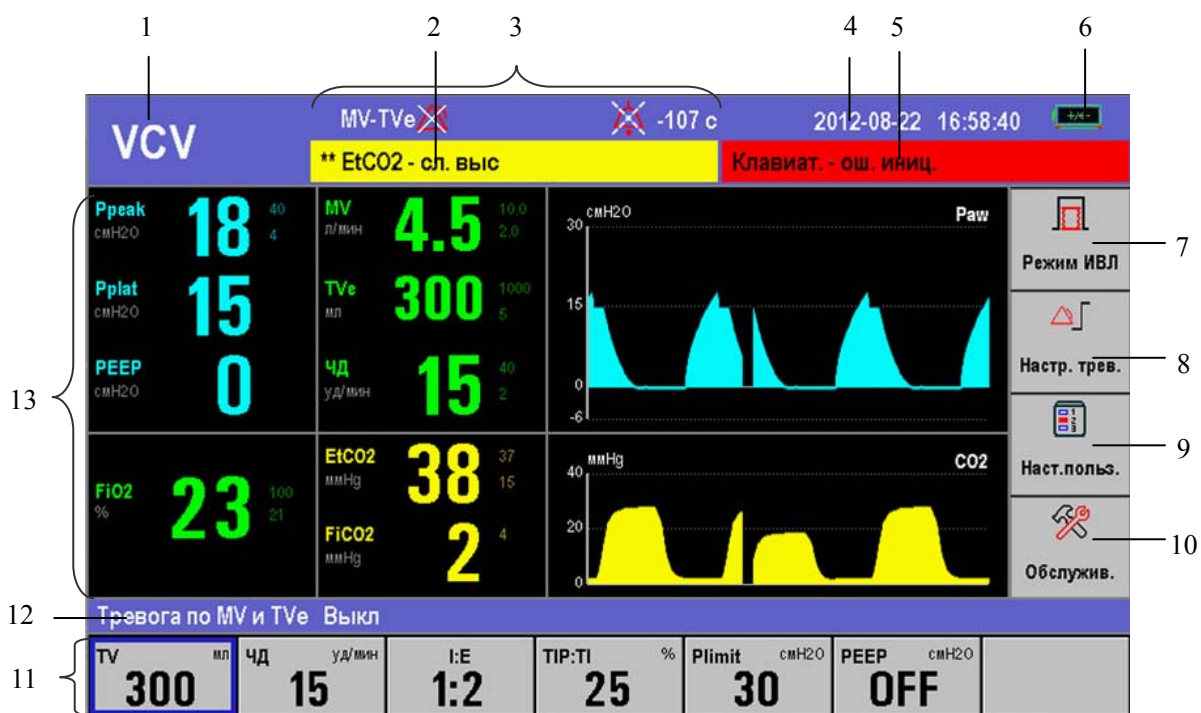 1 2 3 4 5 6
VCV
MV-TVe -107 с 2012-08-22 16:58:40 +/-
** EtCO2 - сл. выс Клавиат. - ош. иниц.
Ppeak 18 40
смH2O 4
Pplat 15
смH2O
PEEP 0
смH2O
MV 4.5 10.0
л/мин 2.0
TVe 300 1000
мл 5
ЧД 15 40
уд/мин 2
30 смH2O Paw
15
0
-6
FiO2 23 100
% 21
EtCO2 38 37
ммHg 15
FiCO2 2 4
ммHg
40 ммHg CO2
20
0
Режим ИВЛ 7
Настр. трев. 8
1
2
3
Наст.польз. 9
Обслужив. 10
13
12 Тревога по MV и TVe Выкл
11
TV мл
300
ЧД уд/мин
15
I:E
1:2
TIP:TI %
25
Plimit смH2O
30
PEEP смH2O
OFF